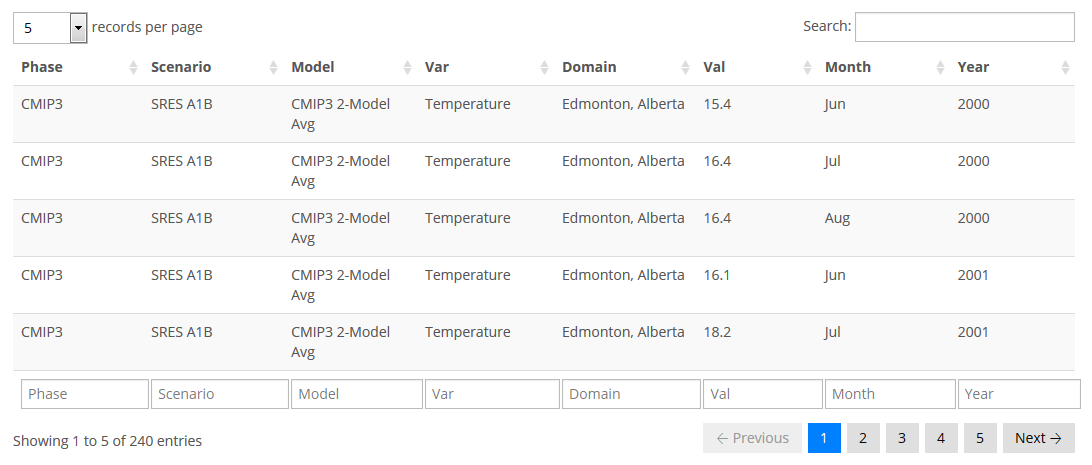 5 records per page Search:
Phase Scenario Model Var Domain Val Month Year
CMIP3 SRES A1B CMIP3 2-Model Temperature Edmonton, Alberta 15.4 Jun 2000
Avg
CMIP3 SRES A1B CMIP3 2-Model Temperature Edmonton, Alberta 16.4 Jul 2000
Avg
CMIP3 SRES A1B CMIP3 2-Model Temperature Edmonton, Alberta 16.4 Aug 2000
Avg
CMIP3 SRES A1B CMIP3 2-Model Temperature Edmonton, Alberta 16.1 Jun 2001
Avg
CMIP3 SRES A1B CMIP3 2-Model Temperature Edmonton, Alberta 18.2 Jul 2001
Avg
Phase Scenario Model Var Domain Val Month Year
Showing 1 to 5 of 240 entries ← Previous 1 2 3 4 5 Next →